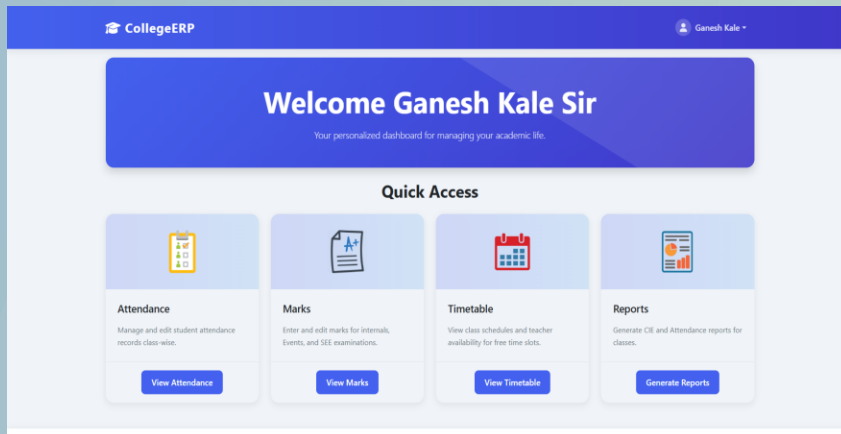 CollegeERP
Ganesh Kale
Welcome Ganesh Kale Sir
Your personalized dashboard for managing your academic life.
Quick Access
A+
Attendance
Manage and edit student attendance
records class-wise.
View Attendance
Marks
Enter and edit marks for internals,
Events, and SEE examinations.
View Marks
Timetable
View class schedules and teacher
availability for free time slots.
View Timetable
Reports
Generate CIE and Attendance reports for
classes.
Generate Reports